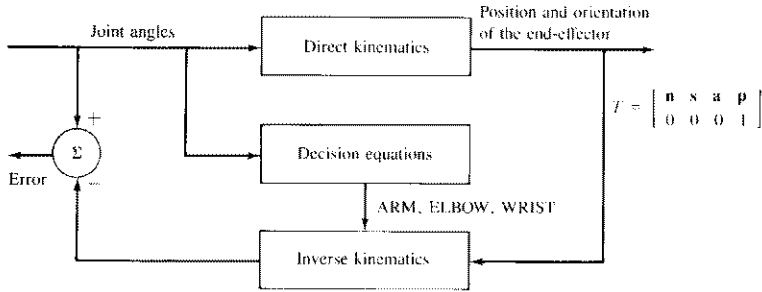 Joint angles
Direct kinematics
Position and orientation
of the end-effector
T = [ n s a p
0 0 0 1 ]
+
Σ
Error
−
Decision equations
ARM, ELBOW, WRIST
Inverse kinematics